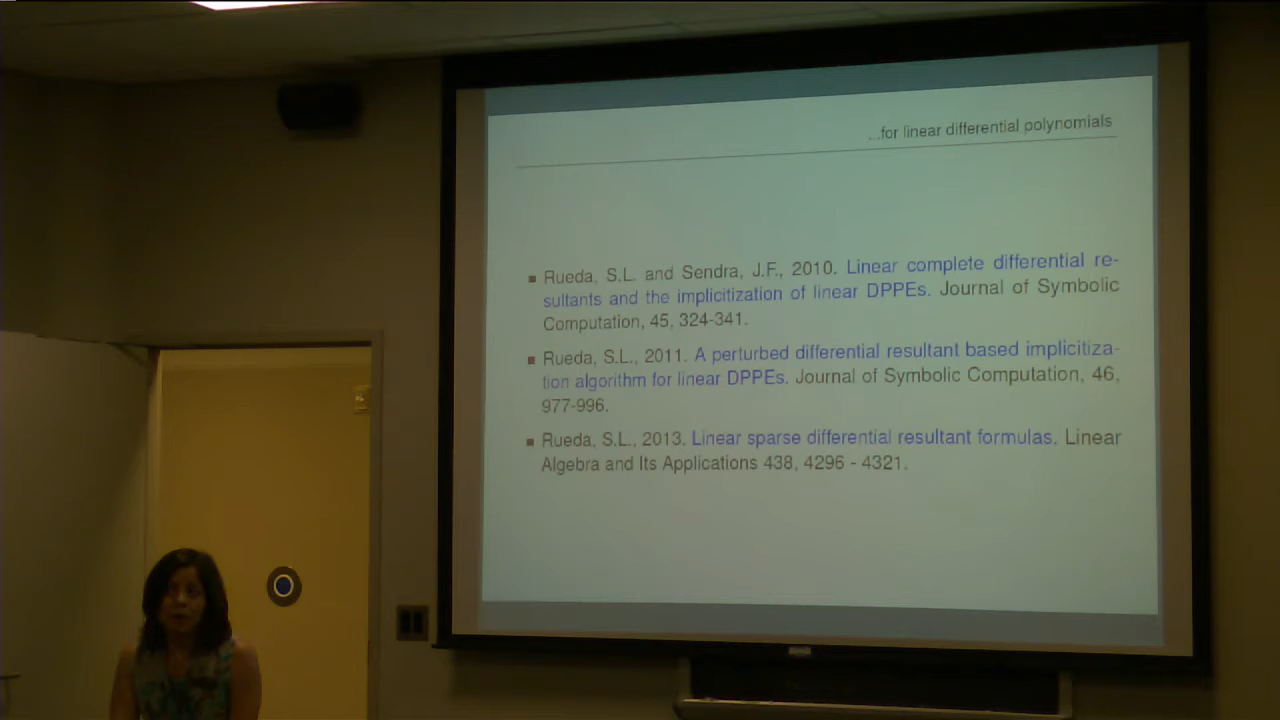 ...for linear differential polynomials
Rueda, S.L. and Sendra, J.F., 2010. Linear complete differential re-
sultants and the implicitization of linear DPPEs. Journal of Symbolic
Computation, 45, 324-341.
Rueda, S.L., 2011. A perturbed differential resultant based implicitiza-
tion algorithm for linear DPPEs. Journal of Symbolic Computation, 46,
977-996.
Rueda, S.L., 2013. Linear sparse differential resultant formulas. Linear
Algebra and Its Applications 438, 4296 - 4321.